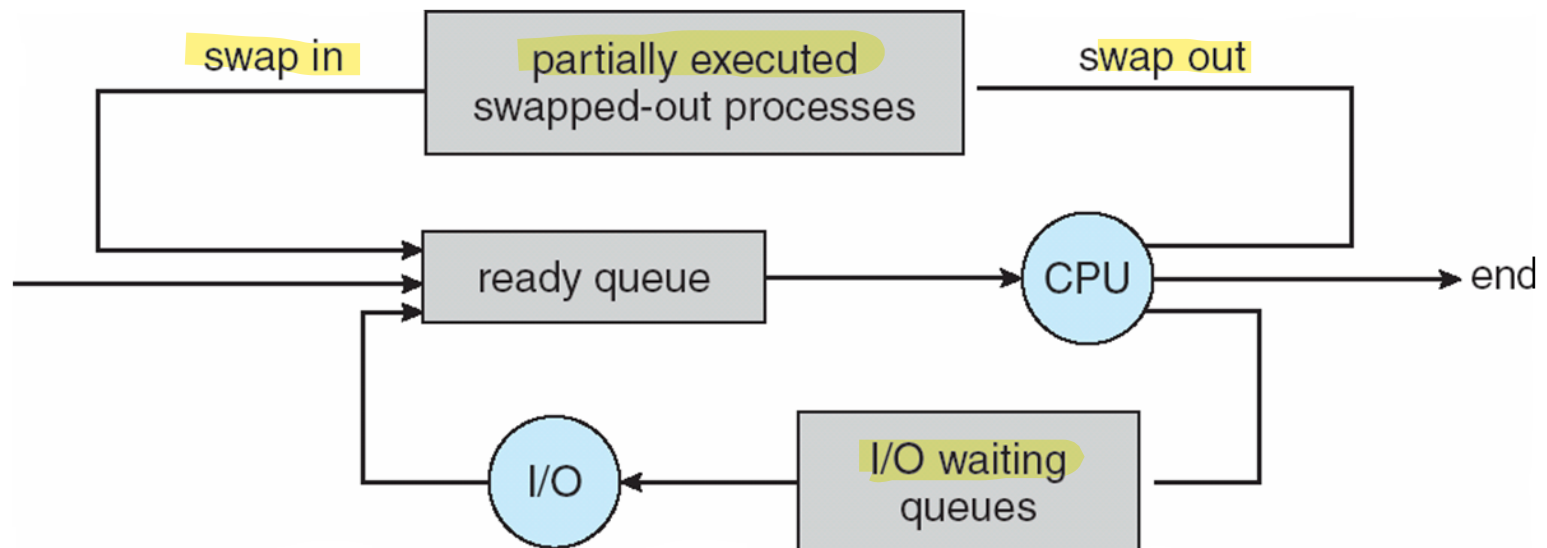 swap in
partially executed
swapped-out processes
swap out
ready queue
CPU
end
I/O
I/O waiting
queues